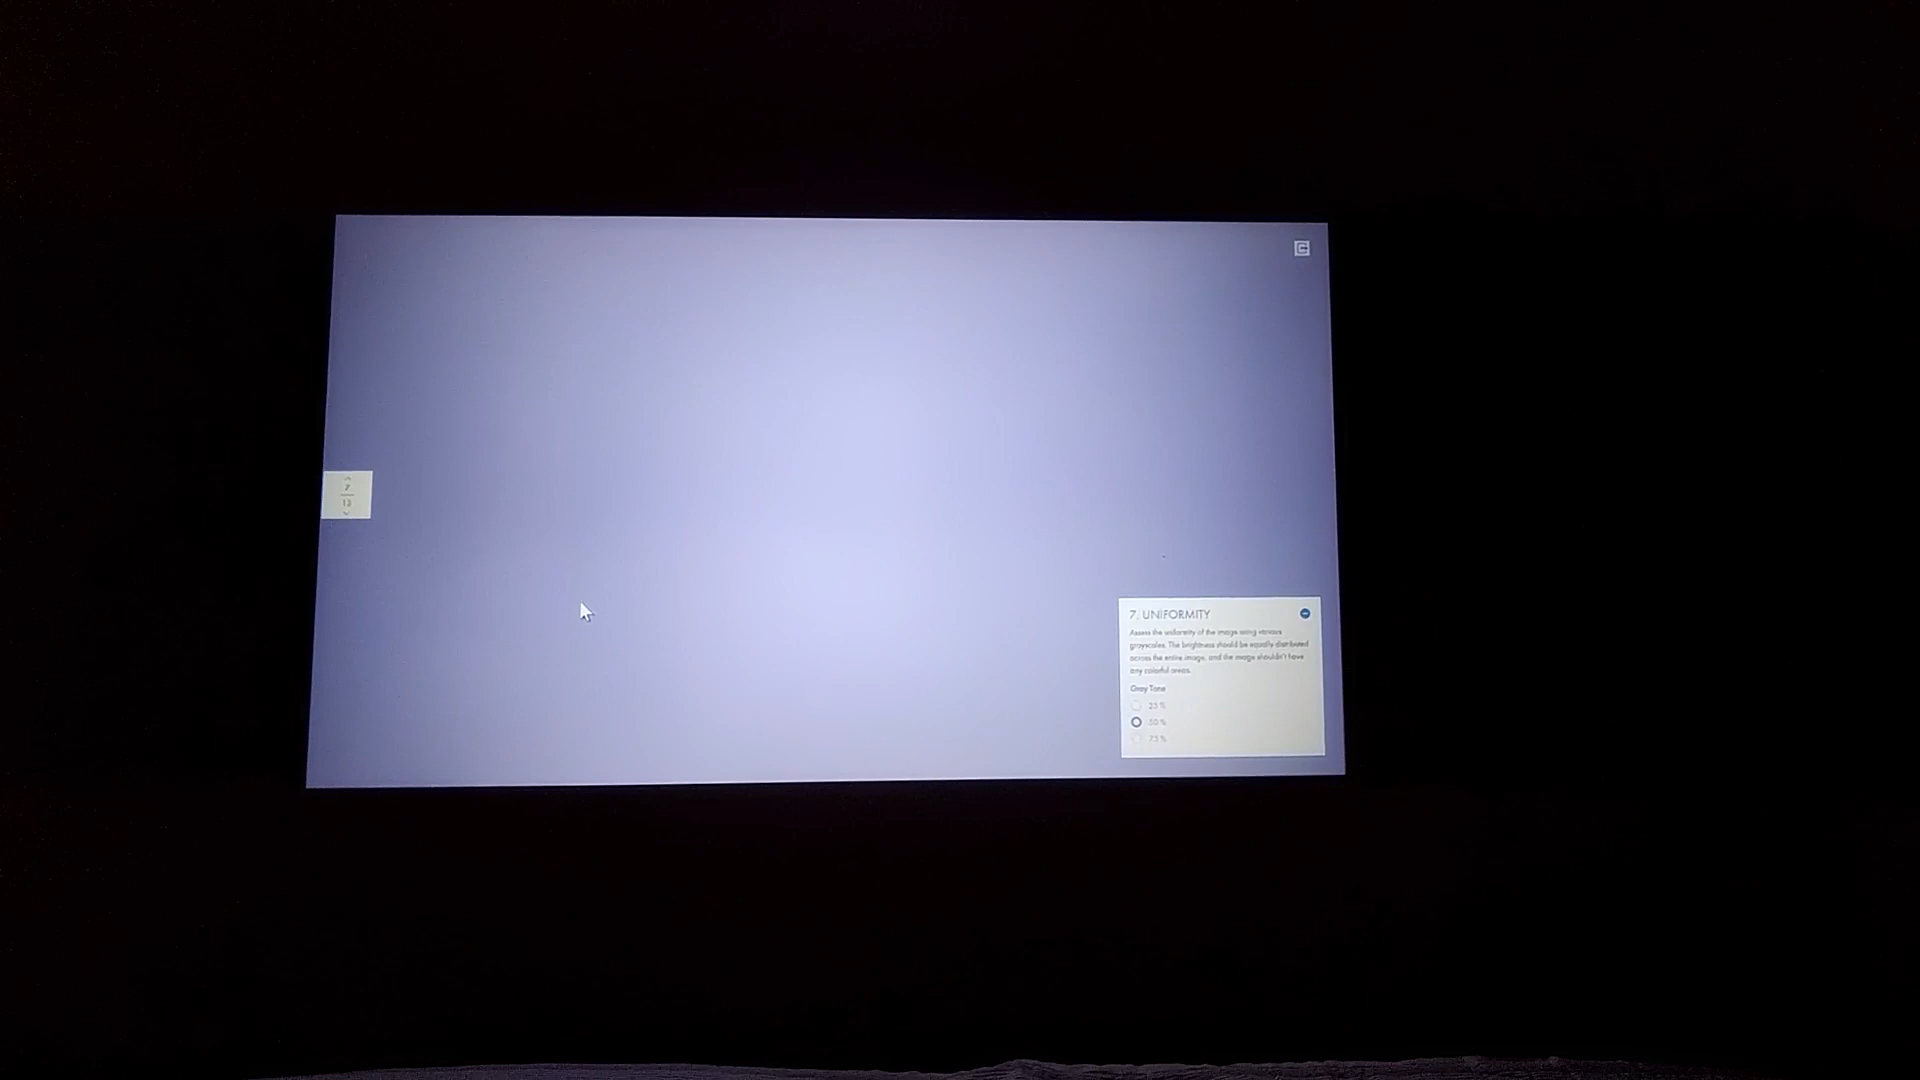 7
13
7. UNIFORMITY
Assess the uniformity of the image using various
grayscales. The brightness should be equally distributed
across the entire image, and the image shouldn't have
any colorful areas.
Gray Tone
25 %
50 %
75 %